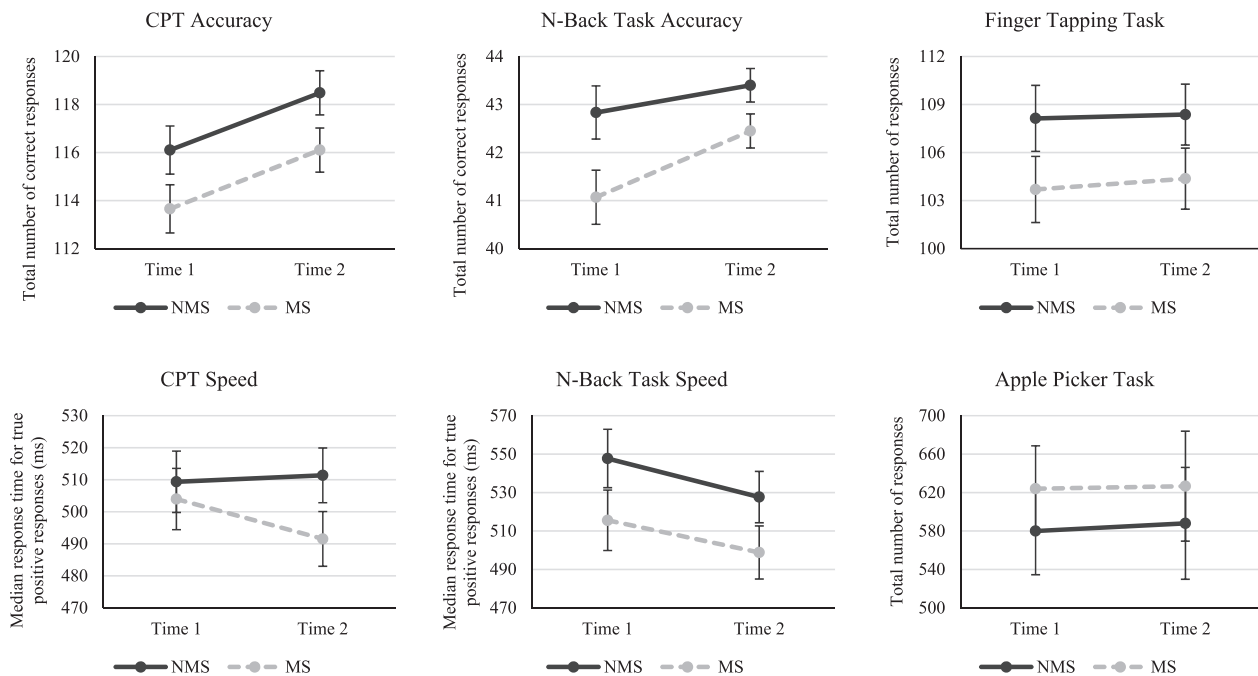 CPT Accuracy
Total number of correct responses
120
118
116
114
112
Time 1
Time 2
NMS
MS
N-Back Task Accuracy
Total number of correct responses
44
43
42
41
40
Time 1
Time 2
NMS
MS
Finger Tapping Task
Total number of responses
112
108
106
103
100
Time 1
Time 2
NMS
MS
CPT Speed
Median response time for true
positive responses (ms)
530
520
510
500
490
480
470
Time 1
Time 2
NMS
MS
N-Back Task Speed
Median response time for true
positive responses (ms)
570
550
530
510
490
470
Time 1
Time 2
NMS
MS
Apple Picker Task
Total number of responses
700
660
620
580
540
500
Time 1
Time 2
NMS
MS